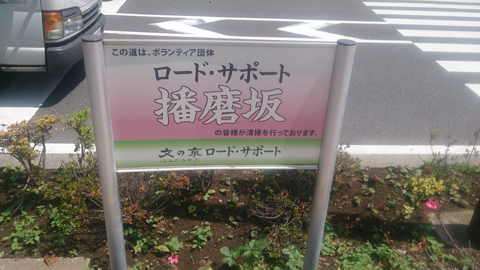 この道は、ボランティア団体
ロード・サポート
播磨坂
の皆様が清掃を行っております。
文の京 ロード・サポート